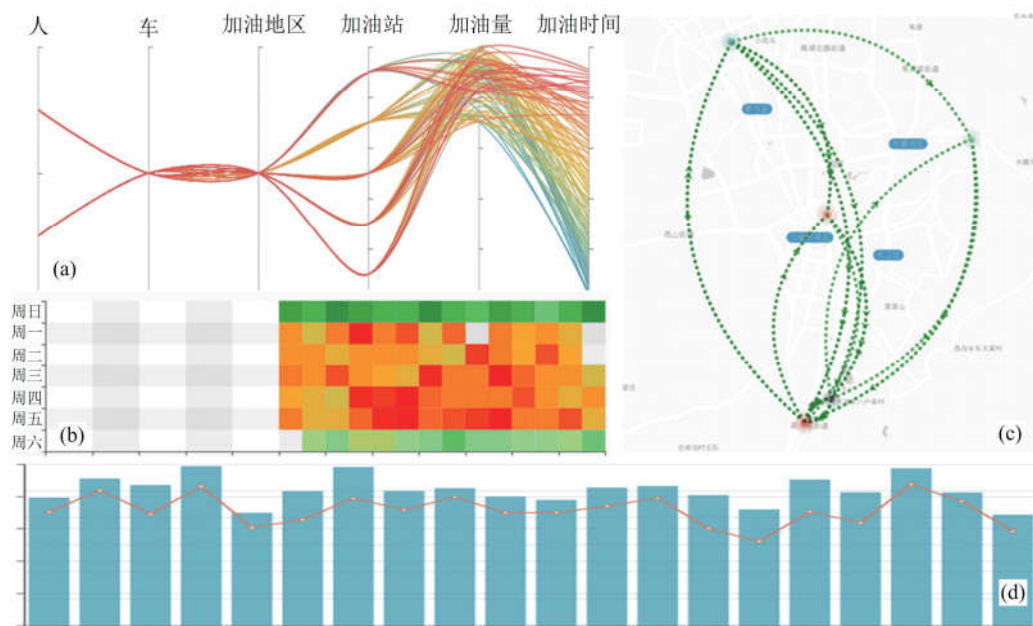 人 车 加油地区 加油站 加油量 加油时间
(a)
周日
周一
周二
周三
周四
周五
周六
(b)
(c)
(d)